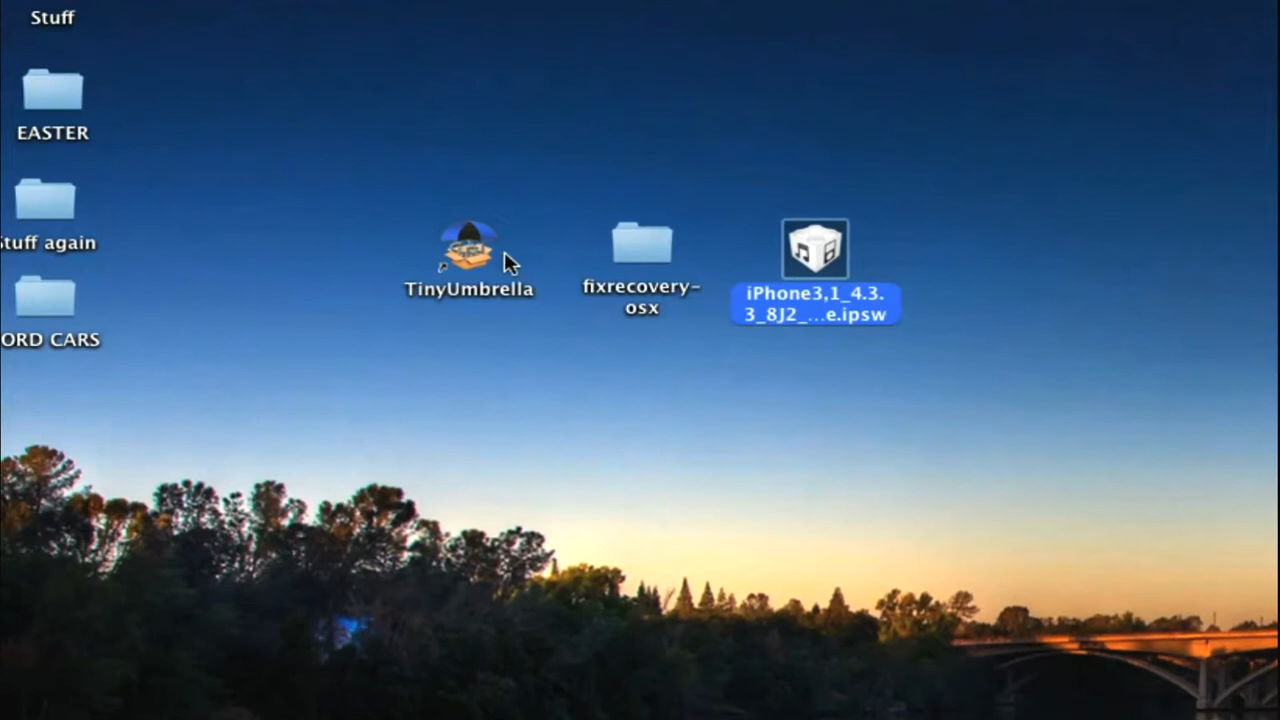 Stuff
EASTER
Stuff again
ORD CARS
TinyUmbrella
fixrecovery-
osx
iPhone3,1_4.3.
3_8J2_...e.ipsw